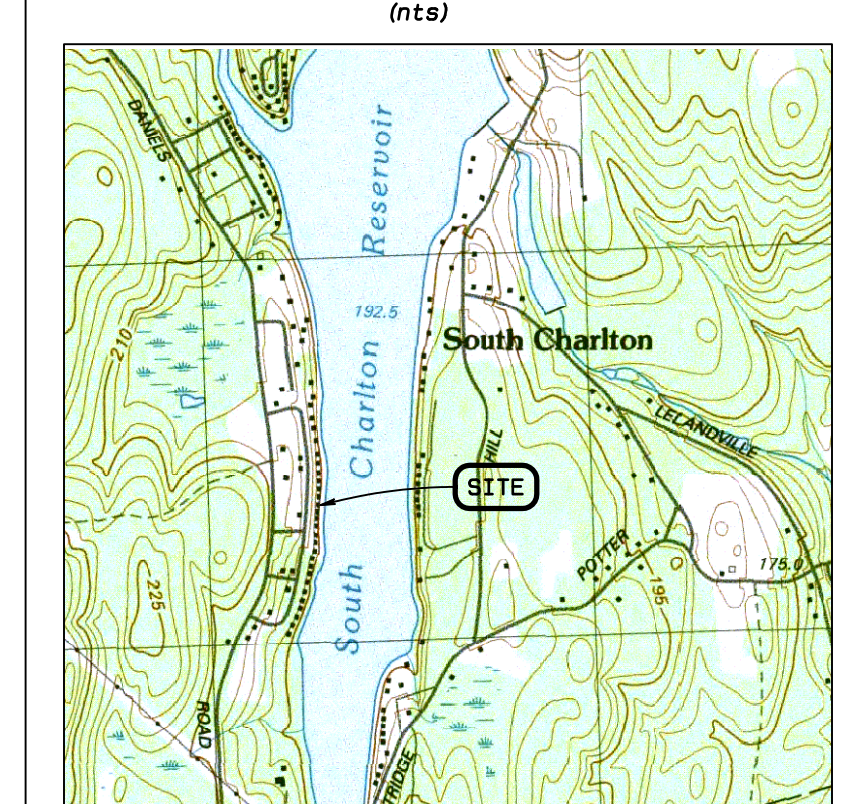 (nts)
DANIELS
Reservoir
192.5
210
South Charlton
Charlton
LELANDVILLE
HILL
SITE
POTTER
175.0
225
195
South
ROAD
TRIDGE